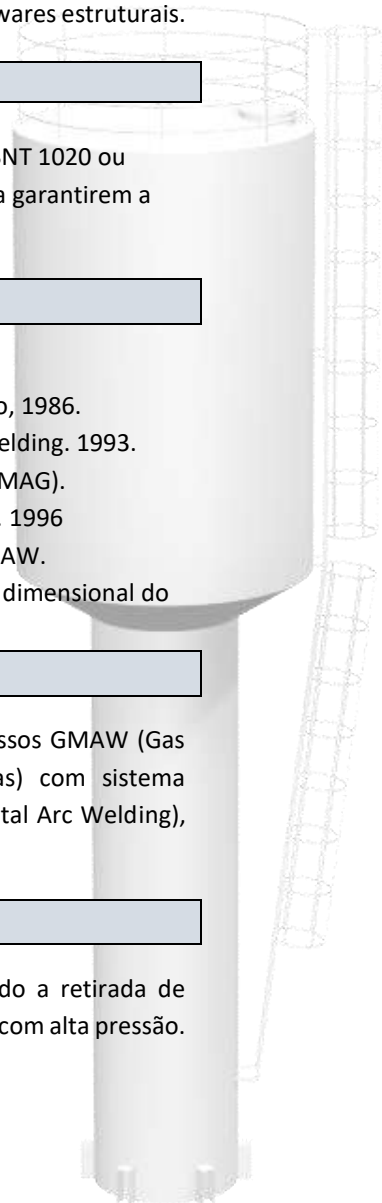 wares estruturais.
NT 1020 ou
a garantirem a
o, 1986.
elding. 1993.
MAG).
. 1996
AW.
dimensional do
ssos GMAW (Gas
as) com sistema
tal Arc Welding),
do a retirada de
com alta pressão.